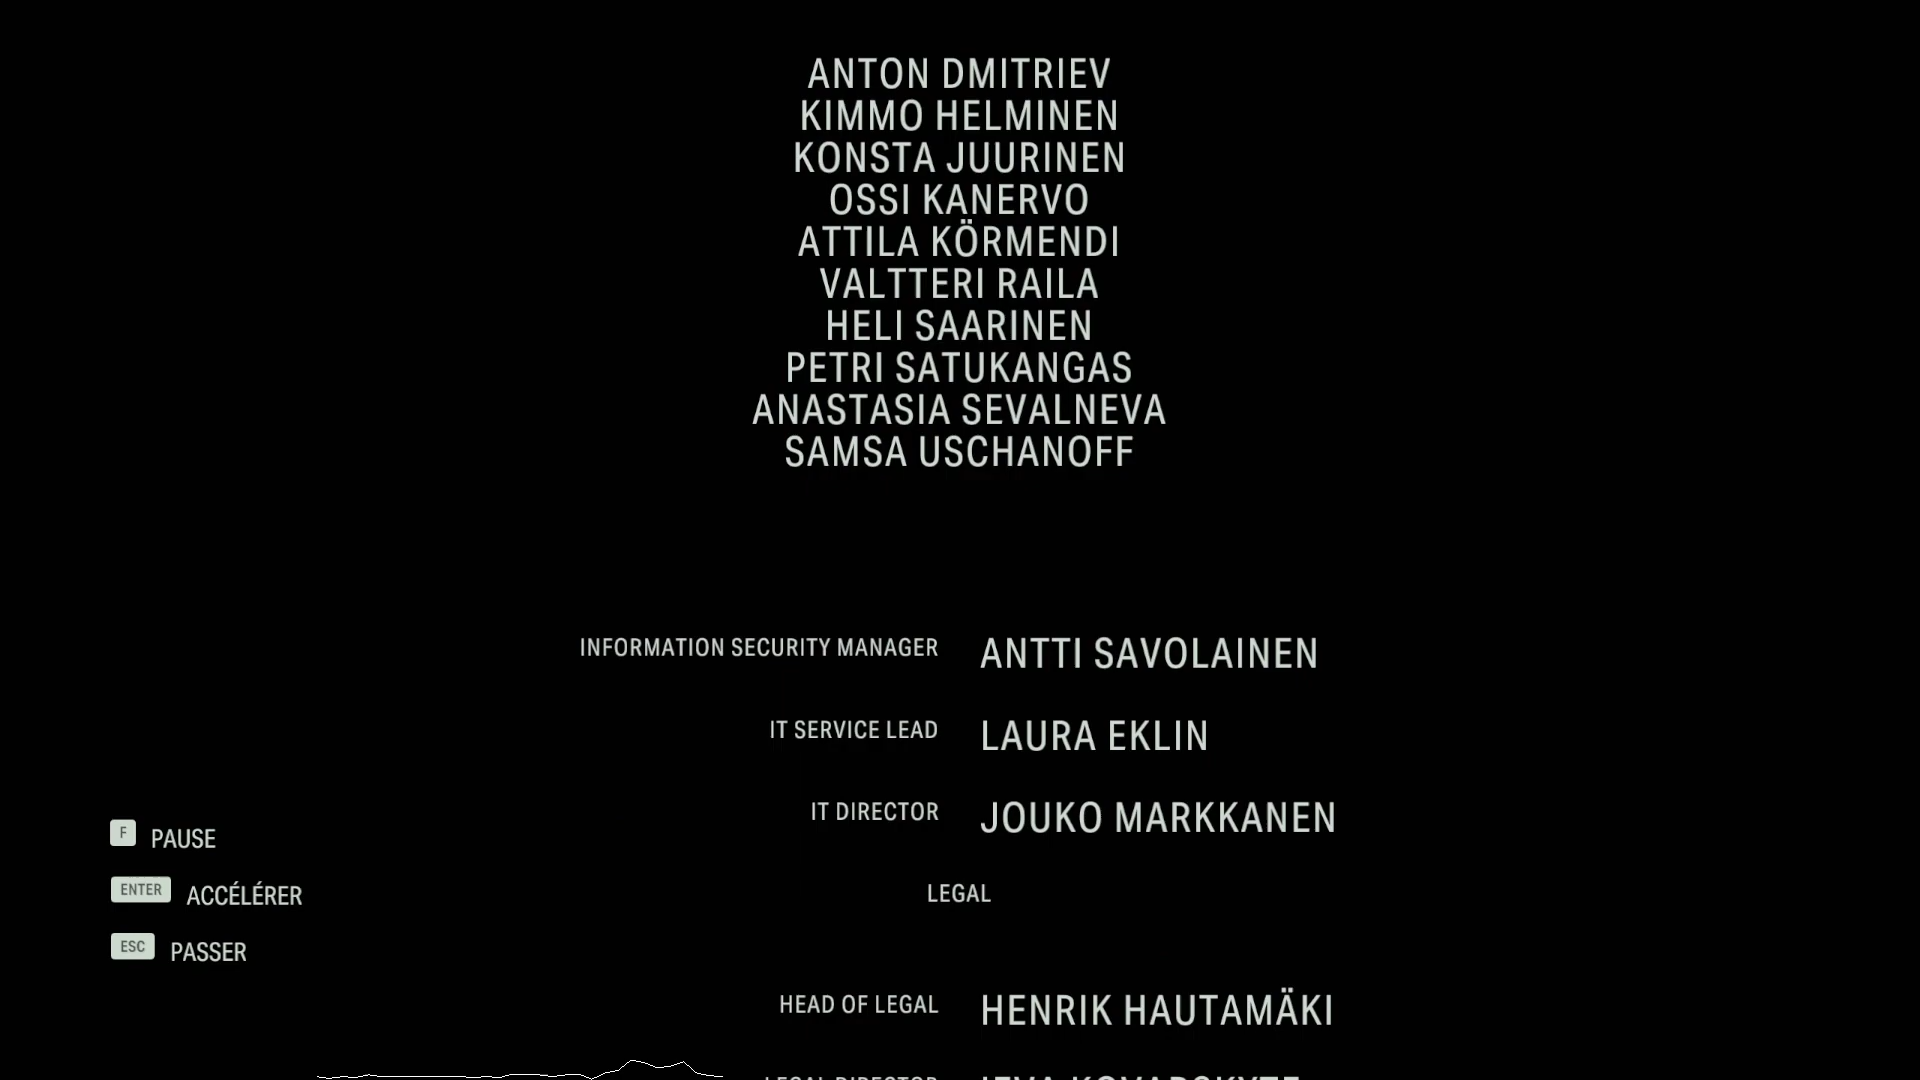 ANTON DMITRIEV
KIMMO HELMINEN
KONSTA JUURINEN
OSSI KANERVO
ATTILA KÖRMENDI
VALTTERI RAILA
HELI SAARINEN
PETRI SATUKANGAS
ANASTASIA SEVALNEVA
SAMSA USCHANOFF
INFORMATION SECURITY MANAGER ANTTI SAVOLAINEN
IT SERVICE LEAD LAURA EKLIN
IT DIRECTOR JOUKO MARKKANEN
F PAUSE
ENTER ACCÉLÉRER
LEGAL
ESC PASSER
HEAD OF LEGAL HENRIK HAUTAMÄKI
LEGAL DIRECTOR